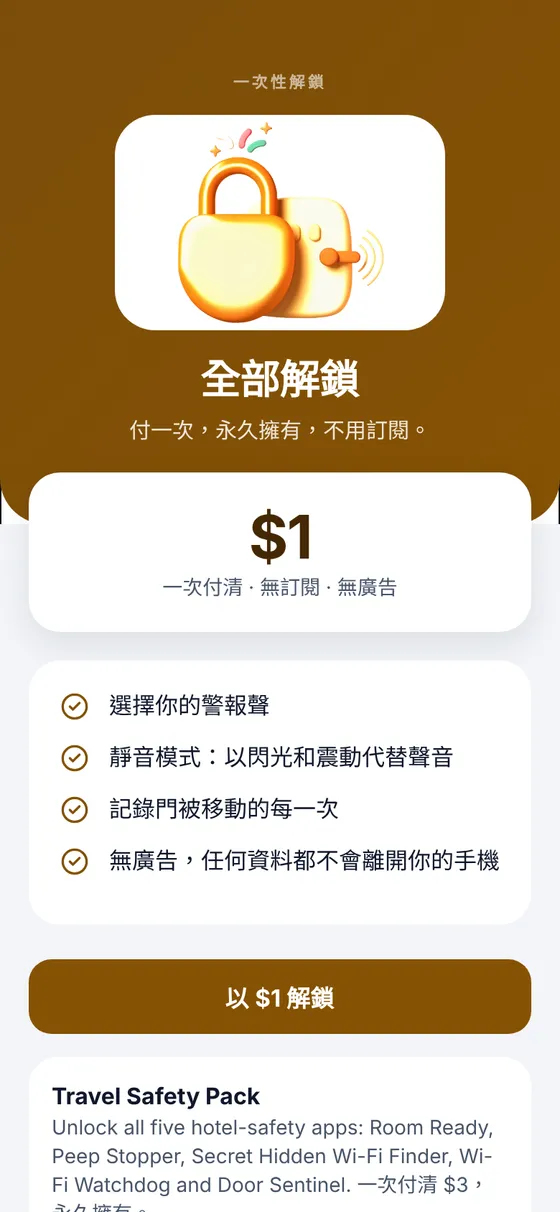 一次性解鎖
全部解鎖
付一次，永久擁有，不用訂閱。
$1
一次付清 · 無訂閱 · 無廣告
選擇你的警報聲
靜音模式：以閃光和震動代替聲音
記錄門被移動的每一次
無廣告，任何資料都不會離開你的手機
以 $1 解鎖
Travel Safety Pack
Unlock all five hotel-safety apps: Room Ready,
Peep Stopper, Secret Hidden Wi-Fi Finder, Wi-
Fi Watchdog and Door Sentinel. 一次付清 $3，
永久擁有。